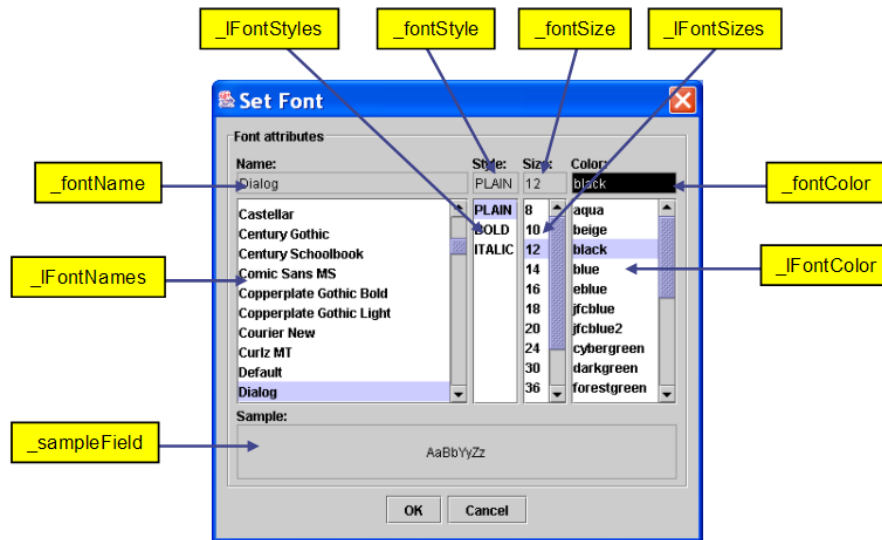 _lFontStyles
_fontStyle
_fontSize
_lFontSizes
Set Font
Font attributes
Name: Style: Size: Color:
_fontName
Dialog PLAIN 12 black
_fontColor
Castellar PLAIN 8 aqua
Century Gothic BOLD 10 beige
Century Schoolbook ITALIC 12 black
Comic Sans MS 14 blue
_lFontNames
_lFontColor
Copperplate Gothic Bold 16 eblue
Copperplate Gothic Light 18 jfcblue
Courier New 20 jfcblue2
Curlz MT 24 cybergreen
Default 30 darkgreen
Dialog 36 forestgreen
Sample:
_sampleField
AaBbYyZz
OK Cancel